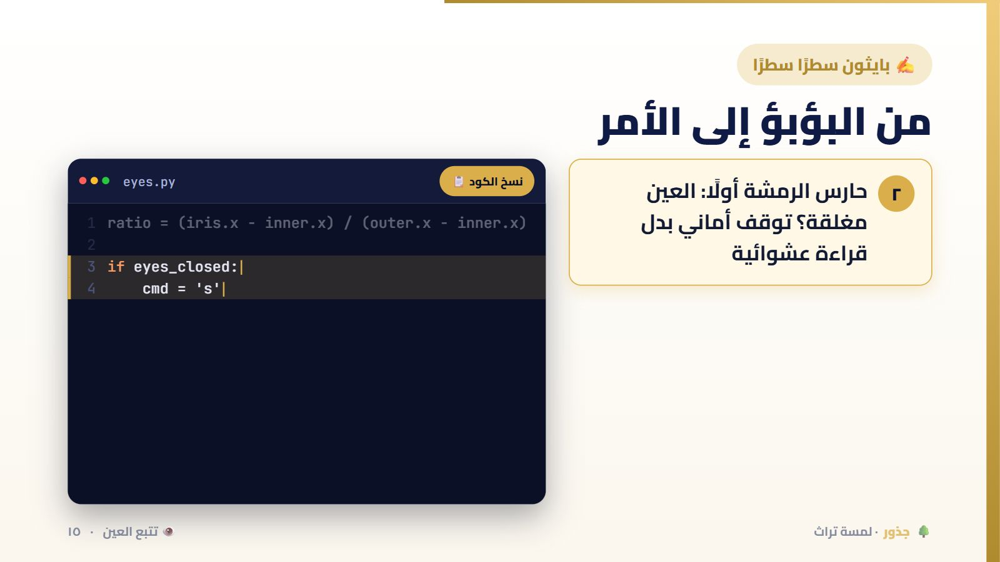 ✍️ بايثون سطرًا سطرًا
من البؤبؤ إلى الأمر
٢
حارس الرمشة أولًا: العين
مغلقة؟ توقف أماني بدل
قراءة عشوائية
eyes.py
نسخ الكود 📋
1 ratio = (iris.x - inner.x) / (outer.x - inner.x)
2
3 if eyes_closed:
4     cmd = 's'
🌳 جذور · لمسة تراث
👁️ تتبع العين · ١٥